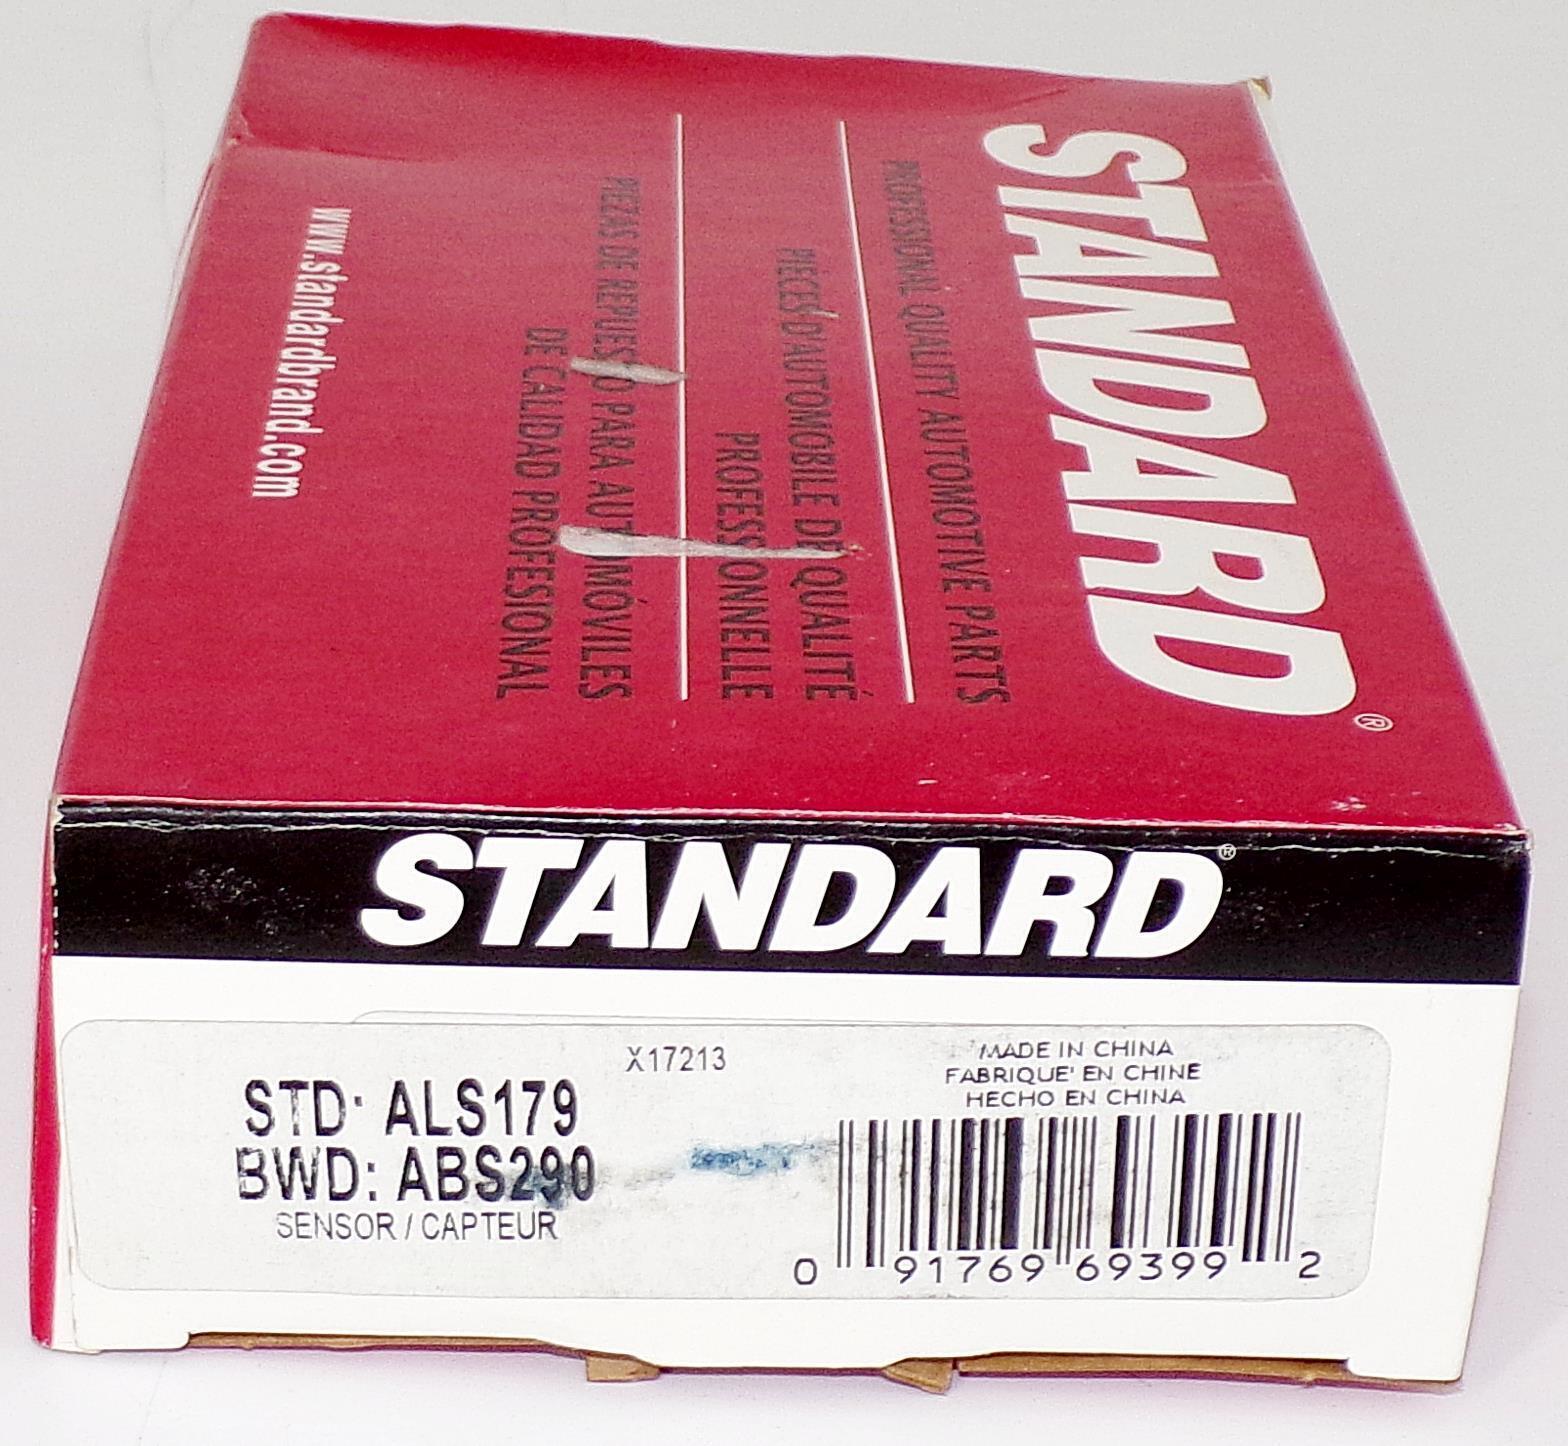 STANDARD®
PROFESSIONAL QUALITY AUTOMOTIVE PARTS
PIÈCES D'AUTOMOBILE DE QUALITÉ
PROFESSIONNELLE
PIEZAS DE REPUESTO PARA AUTOMÓVILES
DE CALIDAD PROFESIONAL
www.standardbrand.com
STANDARD®
X17213
MADE IN CHINA
FABRIQUE' EN CHINE
HECHO EN CHINA
STD: ALS179
BWD: ABS290
SENSOR / CAPTEUR
0 91769 69399 2